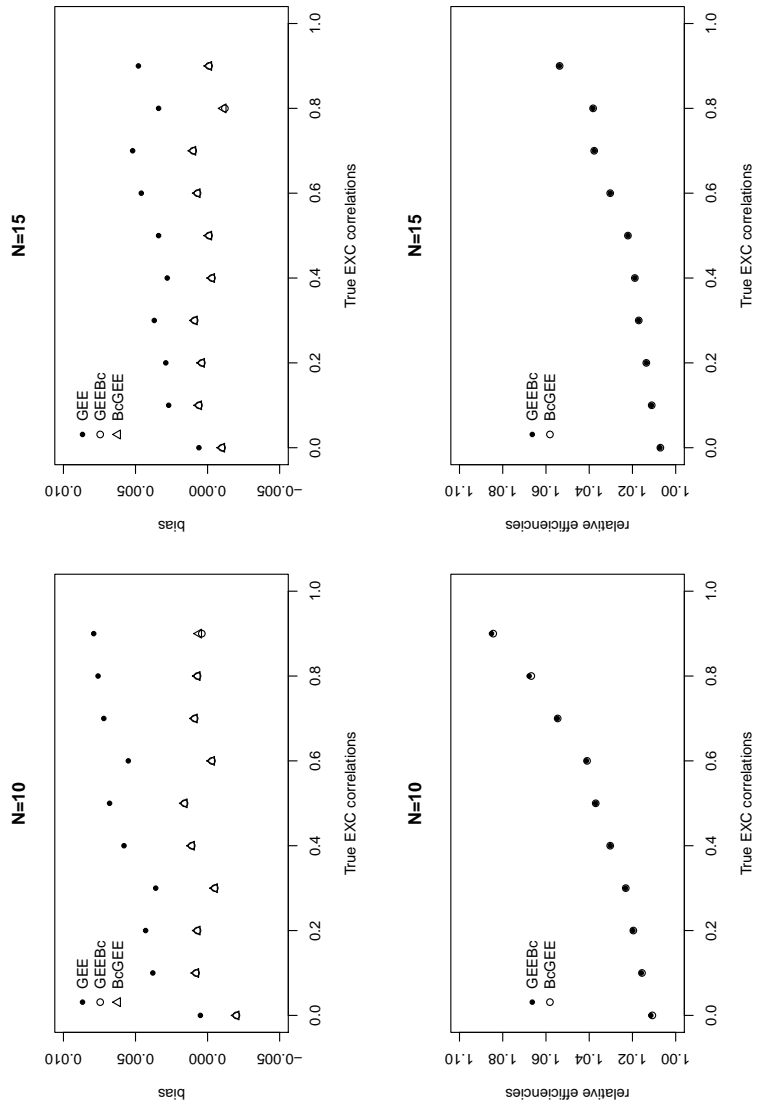 N=10
bias
0.010
0.005
0.000
−0.005
GEE
GEEBc
BcGEE
0.0 0.2 0.4 0.6 0.8 1.0
True EXC correlations
N=15
bias
0.010
0.005
0.000
−0.005
GEE
GEEBc
BcGEE
0.0 0.2 0.4 0.6 0.8 1.0
True EXC correlations
N=10
relative efficiencies
1.10
1.08
1.06
1.04
1.02
1.00
GEEBc
BcGEE
0.0 0.2 0.4 0.6 0.8 1.0
True EXC correlations
N=15
relative efficiencies
1.10
1.08
1.06
1.04
1.02
1.00
GEEBc
BcGEE
0.0 0.2 0.4 0.6 0.8 1.0
True EXC correlations